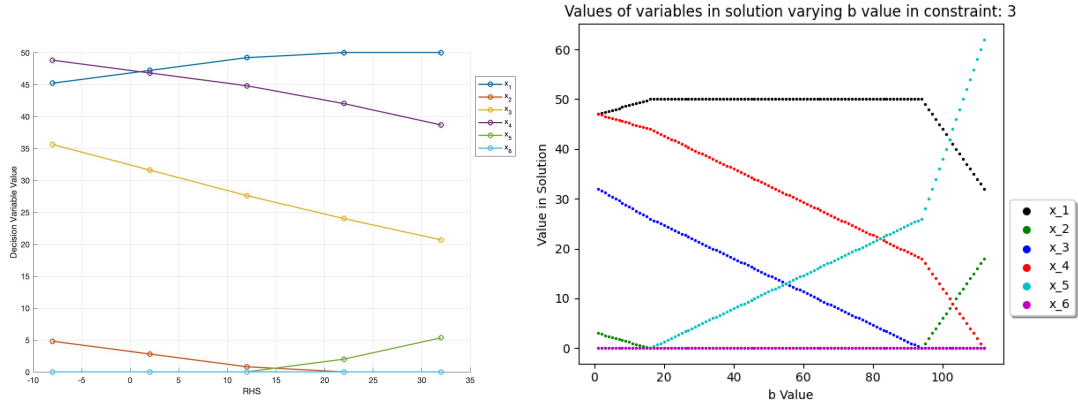 50
45
40
35
30
25
20
15
10
5
0
Decision Variable Value
-10
-5
0
5
10
15
20
25
30
35
RHS
x1
x2
x3
x4
x5
x6
Values of variables in solution varying b value in constraint: 3
60
50
40
30
20
10
0
Value in Solution
0
20
40
60
80
100
b Value
x_1
x_2
x_3
x_4
x_5
x_6